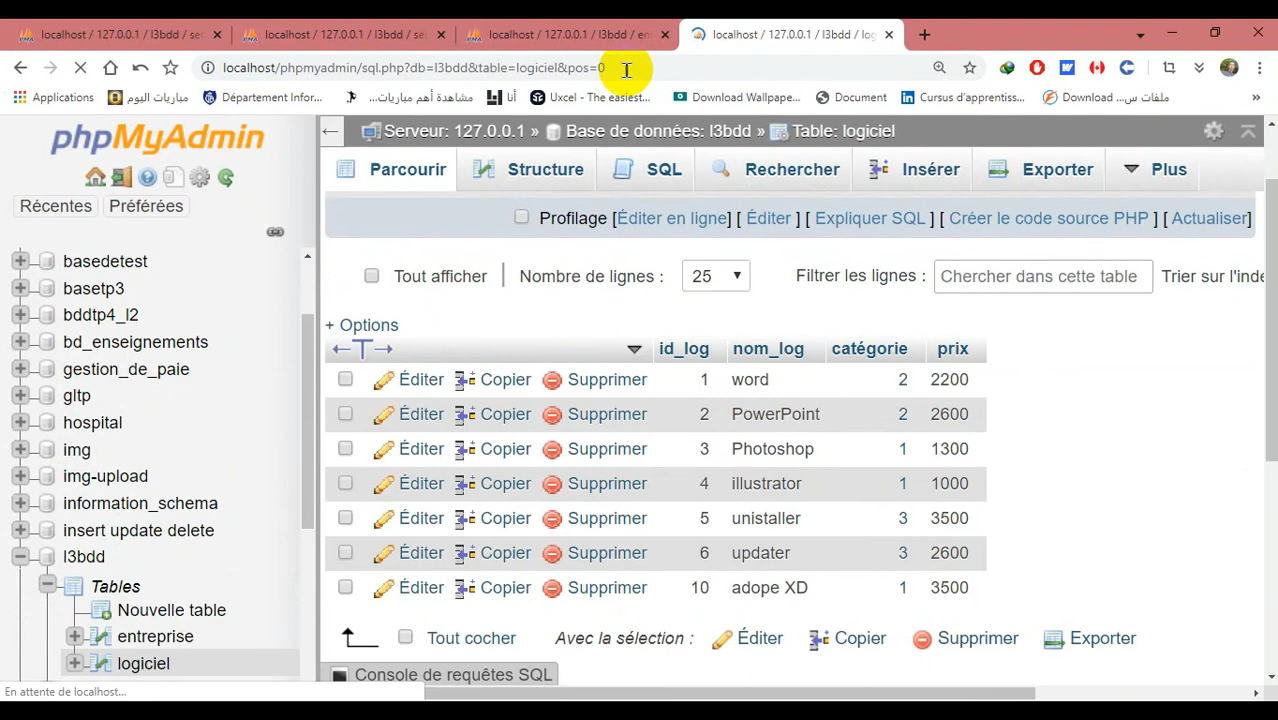 localhost / 127.0.0.1 / l3bdd / se
localhost / 127.0.0.1 / l3bdd / se
localhost / 127.0.0.1 / l3bdd / en
localhost / 127.0.0.1 / l3bdd / log
localhost/phpmyadmin/sql.php?db=l3bdd&table=logiciel&pos=0
Applications
مباريات اليوم
Département Infor...
مشاهدة أهم مباريات...
أنا
Uxcel - The easiest...
Download Wallpape...
Document
Cursus d'apprentiss...
Download ملفات س...
»
phpMyAdmin
Récentes
Préférées
basedetest
basetp3
bddtp4_l2
bd_enseignements
gestion_de_paie
gltp
hospital
img
img-upload
information_schema
insert update delete
l3bdd
Tables
Nouvelle table
entreprise
logiciel
En attente de localhost...
Serveur: 127.0.0.1 » Base de données: l3bdd » Table: logiciel
Parcourir Structure SQL Rechercher Insérer Exporter Plus
Profilage [Éditer en ligne] [ Éditer ] [ Expliquer SQL ] [ Créer le code source PHP ] [ Actualiser]
Tout afficher Nombre de lignes : 25 Filtrer les lignes : Chercher dans cette table Trier sur l'inde
+ Options
id_log nom_log catégorie prix
Éditer Copier Supprimer 1 word 2 2200
Éditer Copier Supprimer 2 PowerPoint 2 2600
Éditer Copier Supprimer 3 Photoshop 1 1300
Éditer Copier Supprimer 4 illustrator 1 1000
Éditer Copier Supprimer 5 unistaller 3 3500
Éditer Copier Supprimer 6 updater 3 2600
Éditer Copier Supprimer 10 adope XD 1 3500
Tout cocher Avec la sélection : Éditer Copier Supprimer Exporter
Console de requêtes SQL